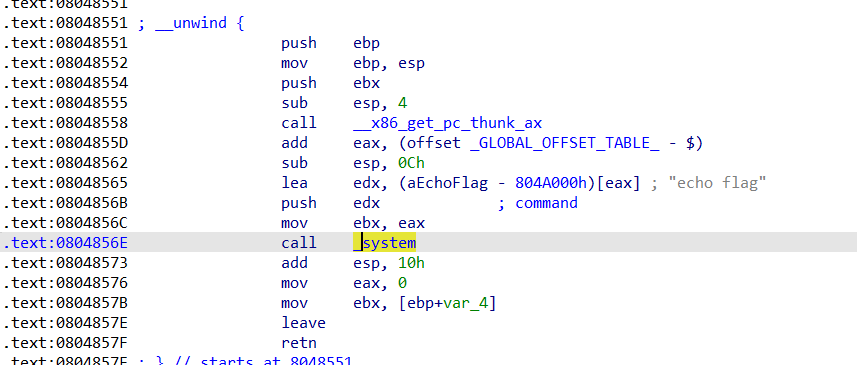 .text:08048551
.text:08048551 ; __unwind {
.text:08048551 push ebp
.text:08048552 mov ebp, esp
.text:08048554 push ebx
.text:08048555 sub esp, 4
.text:08048558 call __x86_get_pc_thunk_ax
.text:0804855D add eax, (offset _GLOBAL_OFFSET_TABLE_ - $)
.text:08048562 sub esp, 0Ch
.text:08048565 lea edx, (aEchoFlag - 804A000h)[eax] ; "echo flag"
.text:0804856B push edx ; command
.text:0804856C mov ebx, eax
.text:0804856E call _system
.text:08048573 add esp, 10h
.text:08048576 mov eax, 0
.text:0804857B mov ebx, [ebp+var_4]
.text:0804857E leave
.text:0804857F retn
.text:0804857F ; } // starts at 8048551